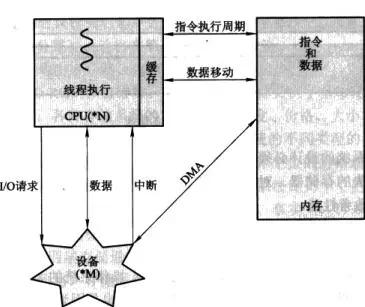 指令执行周期
指令
和
数据
缓
存
数据移动
线程执行
CPU(*N)
I/O请求
数据
中断
DMA
内存
设备
(*M)